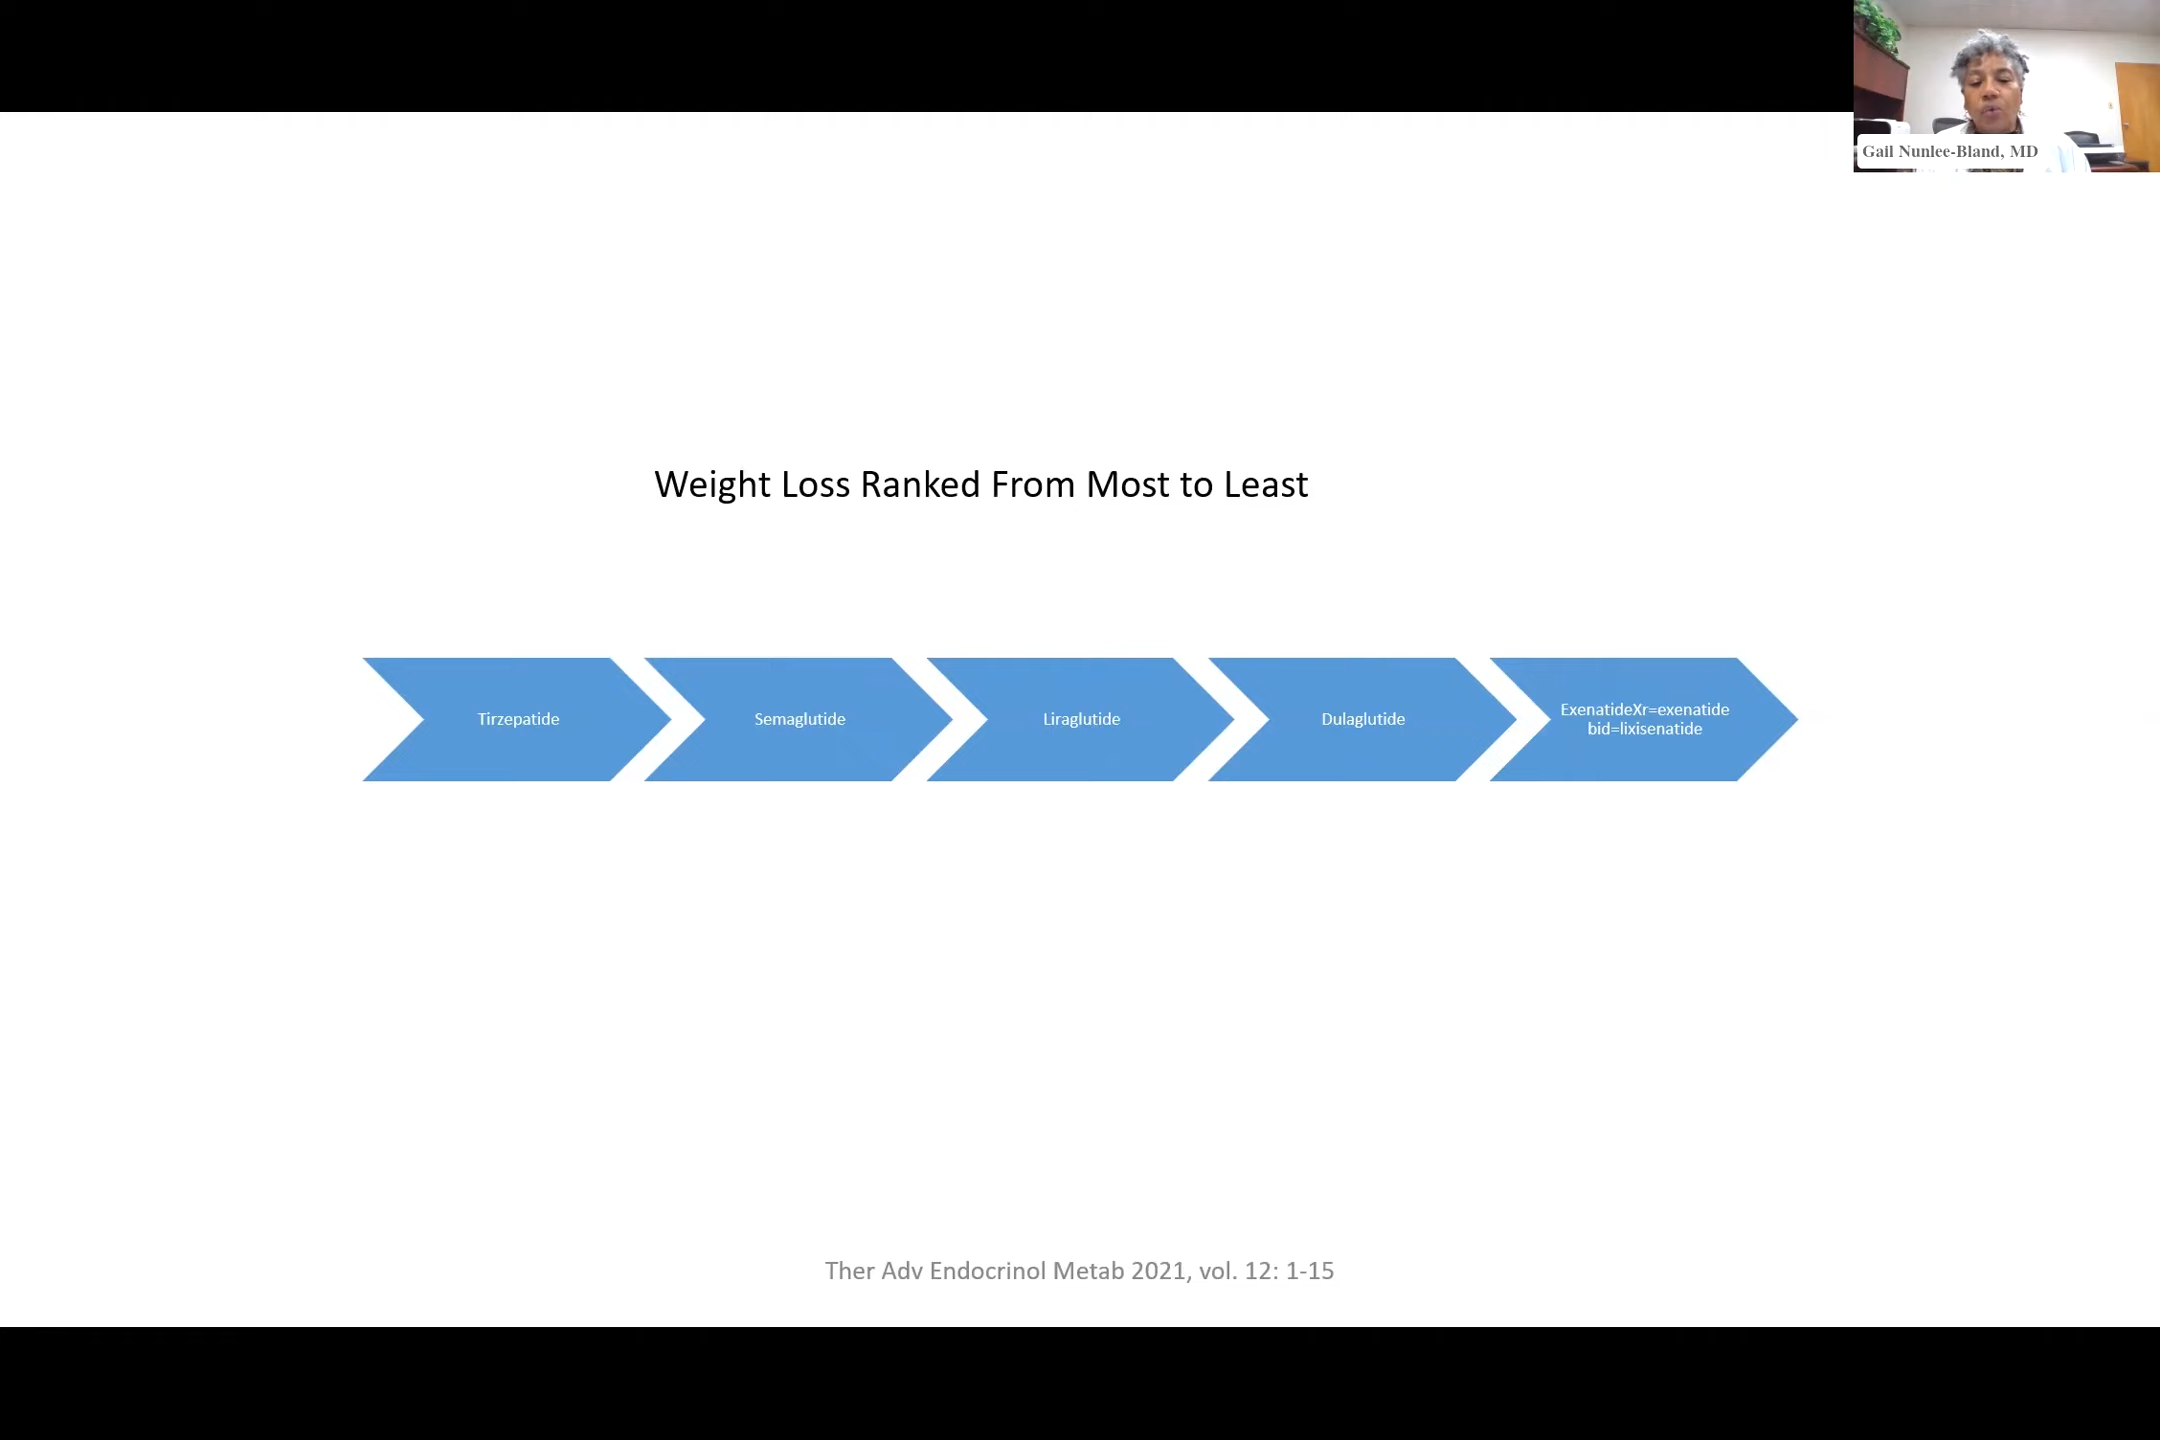 Gail Nunlee-Bland, MD
Weight Loss Ranked From Most to Least
Tirzepatide
Semaglutide
Liraglutide
Dulaglutide
ExenatideXr=exenatide
bid=lixisenatide
Ther Adv Endocrinol Metab 2021, vol. 12: 1-15